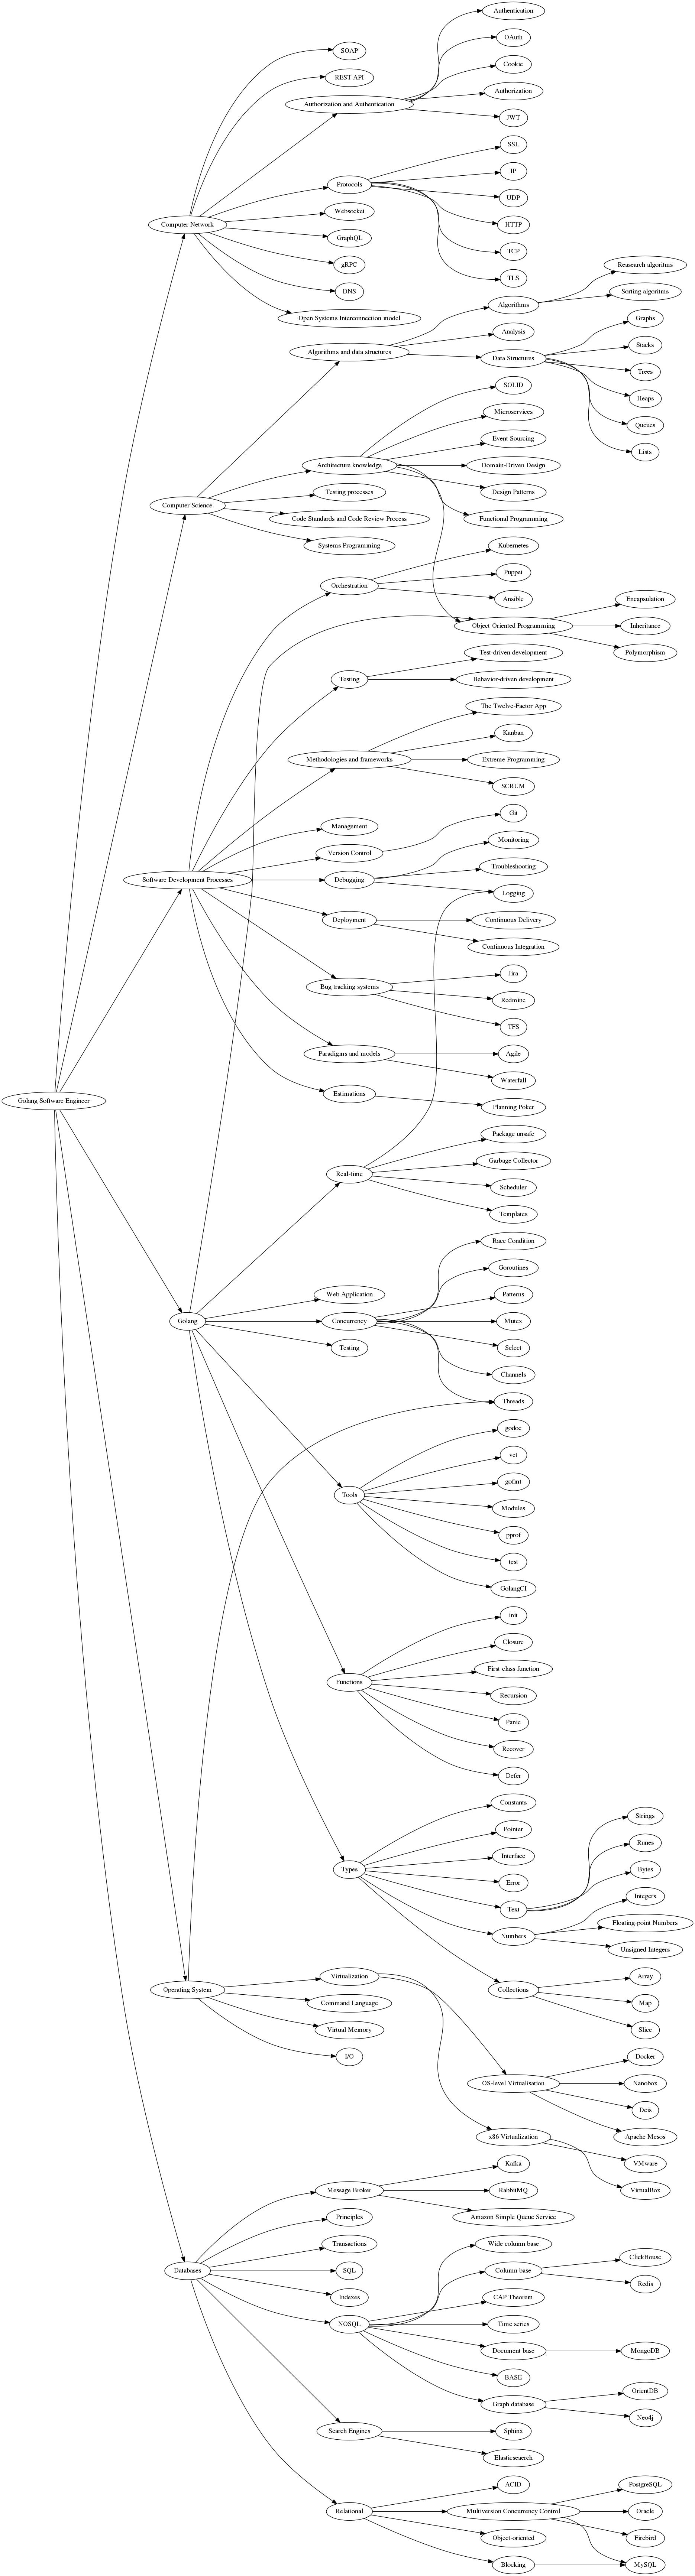 Authentication
OAuth
SOAP
Cookie
REST API
Authorization
Authorization and Authentication
JWT
SSL
IP
Protocols
UDP
Websocket
HTTP
Computer Network
GraphQL
TCP
gRPC
TLS
DNS
Open Systems Interconnection model
Reasearch algoritms
Sorting algoritms
Algorithms
Graphs
Analysis
Stacks
Algorithms and data structures
Data Structures
Trees
Heaps
Queues
Lists
SOLID
Microservices
Event Sourcing
Architecture knowledge
Domain-Driven Design
Testing processes
Design Patterns
Computer Science
Code Standards and Code Review Process
Functional Programming
Systems Programming
Kubernetes
Puppet
Orchestration
Ansible
Encapsulation
Object-Oriented Programming
Inheritance
Polymorphism
Test-driven development
Testing
Behavior-driven development
The Twelve-Factor App
Kanban
Methodologies and frameworks
Extreme Programming
SCRUM
Git
Management
Monitoring
Version Control
Troubleshooting
Software Development Processes
Debugging
Logging
Deployment
Continuous Delivery
Continuous Integration
Jira
Bug tracking systems
Redmine
TFS
Paradigms and models
Agile
Waterfall
Estimations
Planning Poker
Golang Software Engineer
Package unsafe
Garbage Collector
Real-time
Scheduler
Templates
Race Condition
Goroutines
Web Application
Patterns
Golang
Concurrency
Mutex
Testing
Select
Channels
Threads
godoc
vet
gofmt
Tools
Modules
pprof
test
GolangCI
init
Closure
First-class function
Functions
Recursion
Panic
Recover
Defer
Constants
Strings
Pointer
Runes
Interface
Bytes
Types
Error
Integers
Text
Floating-point Numbers
Numbers
Unsigned Integers
Virtualization
Array
Operating System
Collections
Command Language
Map
Virtual Memory
Slice
I/O
Docker
OS-level Virtualisation
Nanobox
Deis
x86 Virtualization
Apache Mesos
Kafka
VMware
Message Broker
RabbitMQ
VirtualBox
Principles
Amazon Simple Queue Service
Transactions
Wide column base
ClickHouse
Databases
SQL
Column base
Redis
Indexes
CAP Theorem
NOSQL
Time series
Document base
MongoDB
BASE
OrientDB
Graph database
Neo4j
Search Engines
Sphinx
Elasticseaerch
ACID
PostgreSQL
Relational
Multiversion Concurrency Control
Oracle
Object-oriented
Firebird
Blocking
MySQL